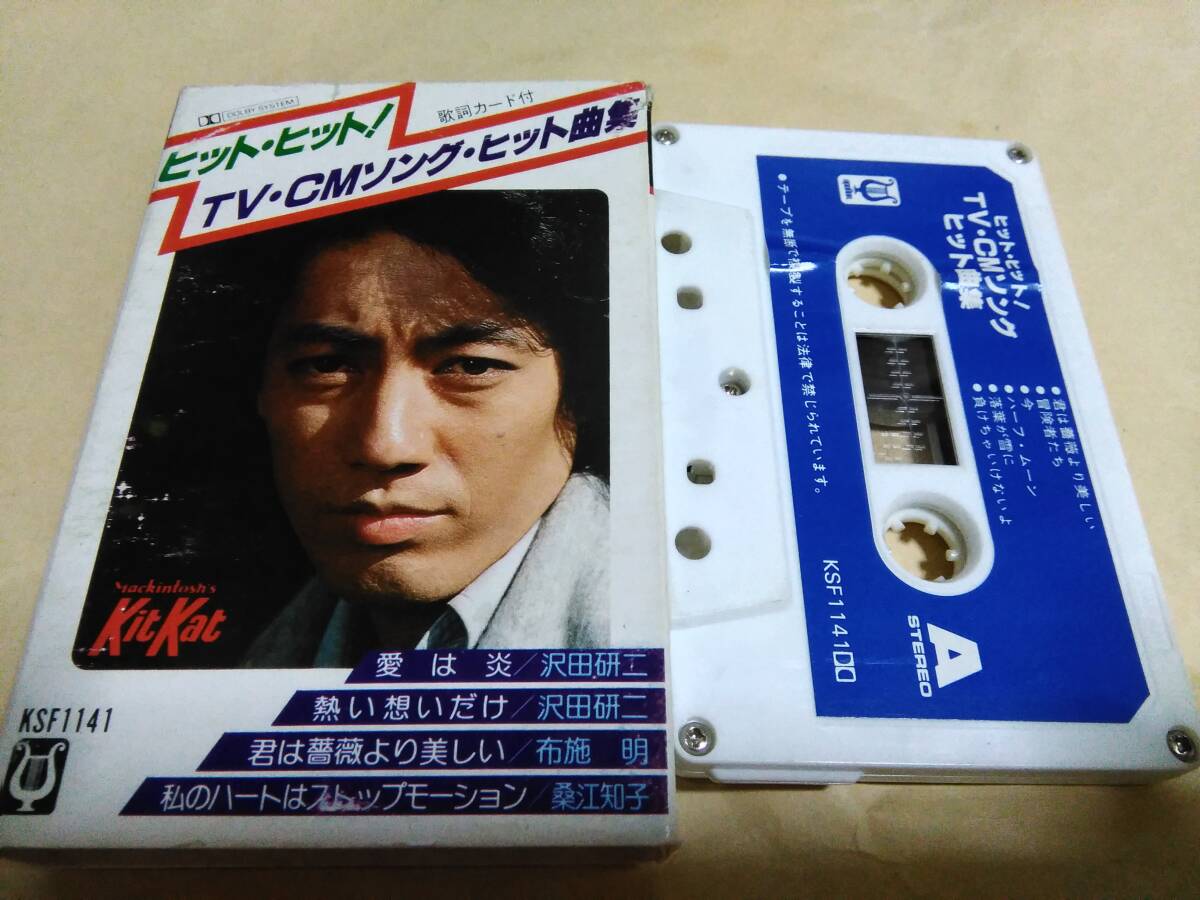 DOLBY SYSTEM
歌詞カード付
ヒット・ヒット!
TV・CMソング・ヒット曲集
Mackintosh's
KitKat
愛は炎/沢田研二
熱い想いだけ/沢田研二
君は薔薇より美しい/布施 明
私のハートはストップモーション/桑江知子
KSF1141
ヒット・ヒット!
TV・CMソング
ヒット曲集
●君は薔薇より美しい
●冒険者たち
●今
●ハーフ・ムーン
●落葉が雪に
●負けちゃいけないよ
●テープを無断で複製することは法律で禁じられています。
KSF1141
A
STEREO